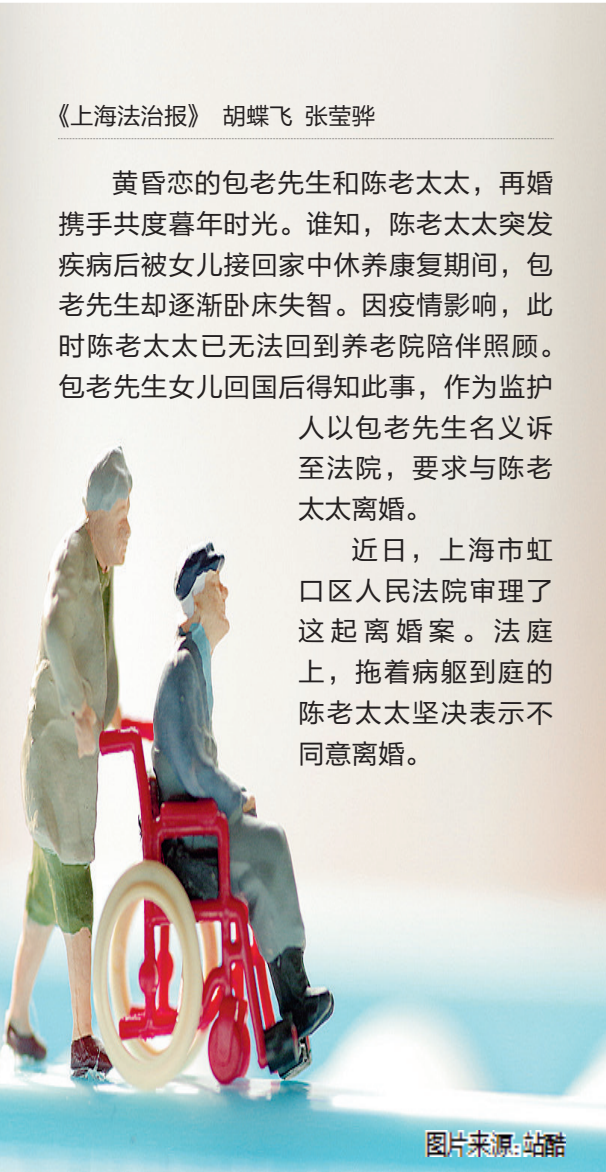 《上海法治报》 胡蝶飞 张莹骅
黄昏恋的包老先生和陈老太太，再婚
携手共度暮年时光。谁知，陈老太太突发
疾病后被女儿接回家中休养康复期间，包
老先生却逐渐卧床失智。因疫情影响，此
时陈老太太已无法回到养老院陪伴照顾。
包老先生女儿回国后得知此事，作为监护
人以包老先生名义诉
至法院，要求与陈老
太太离婚。
近日，上海市虹
口区人民法院审理了
这起离婚案。法庭
上，拖着病躯到庭的
陈老太太坚决表示不
同意离婚。
图片来源：站酷